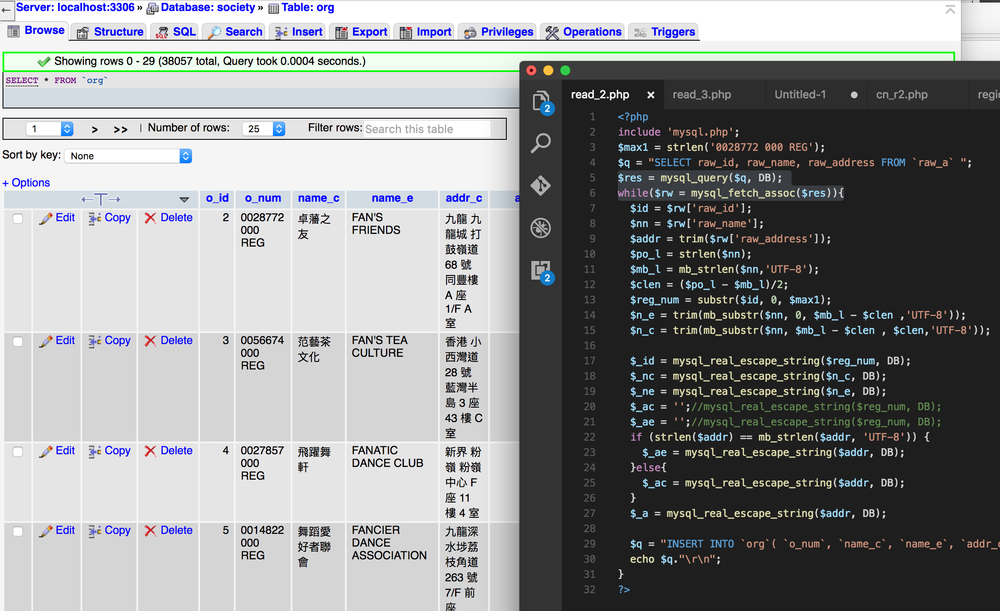 Server: localhost:3306 » Database: society » Table: org
Browse Structure SQL Search Insert Export Import Privileges Operations Triggers
Showing rows 0 - 29 (38057 total, Query took 0.0004 seconds.)
SELECT * FROM `org`
1 > >> | Number of rows: 25 Filter rows: Search this table
Sort by key: None
+ Options
←T→ o_id o_num name_c name_e addr_c
Edit Copy Delete 2 0028772 卓藩之 FAN'S 九龍 九
000 友 FRIENDS 龍城 打
REG 鼓嶺道
68 號
同豐樓
A 座
1/F A
室
Edit Copy Delete 3 0056674 范藝茶 FAN'S TEA 香港 小
000 文化 CULTURE 西灣道
REG 28 號
藍灣半
島 3 座
43 樓 C
室
Edit Copy Delete 4 0027857 飛躍舞 FANATIC 新界 粉
000 軒 DANCE CLUB 嶺 粉嶺
REG 中心 F
座 11
樓 4 室
Edit Copy Delete 5 0014822 舞蹈愛 FANCIER 九龍深
000 好者聯 DANCE 水埗荔
REG 會 ASSOCIATION 枝角道
263 號
7/F 前
座
2
2
read_2.php × read_3.php Untitled-1 cn_r2.php
1 <?php
2 include 'mysql.php';
3 $max1 = strlen('0028772 000 REG');
4 $q = "SELECT raw_id, raw_name, raw_address FROM `raw_a` ";
5 $res = mysql_query($q, DB);
6 while($rw = mysql_fetch_assoc($res)){
7 $id = $rw['raw_id'];
8 $nn = $rw['raw_name'];
9 $addr = trim($rw['raw_address']);
10 $po_l = strlen($nn);
11 $mb_l = mb_strlen($nn,'UTF-8');
12 $clen = ($po_l - $mb_l)/2;
13 $reg_num = substr($id, 0, $max1);
14 $n_e = trim(mb_substr($nn, 0, $mb_l - $clen ,'UTF-8'));
15 $n_c = trim(mb_substr($nn, $mb_l - $clen , $clen,'UTF-8'));
16
17 $_id = mysql_real_escape_string($reg_num, DB);
18 $_nc = mysql_real_escape_string($n_c, DB);
19 $_ne = mysql_real_escape_string($n_e, DB);
20 $_ac = '';//mysql_real_escape_string($reg_num, DB);
21 $_ae = '';//mysql_real_escape_string($reg_num, DB);
22 if (strlen($addr) == mb_strlen($addr, 'UTF-8')) {
23 $_ae = mysql_real_escape_string($addr, DB);
24 }else{
25 $_ac = mysql_real_escape_string($addr, DB);
26 }
27 $_a = mysql_real_escape_string($addr, DB);
28
29 $q = "INSERT INTO `org`( `o_num`, `name_c`, `name_e`, `addr_
30 echo $q."\r\n";
31 }
32 ?>